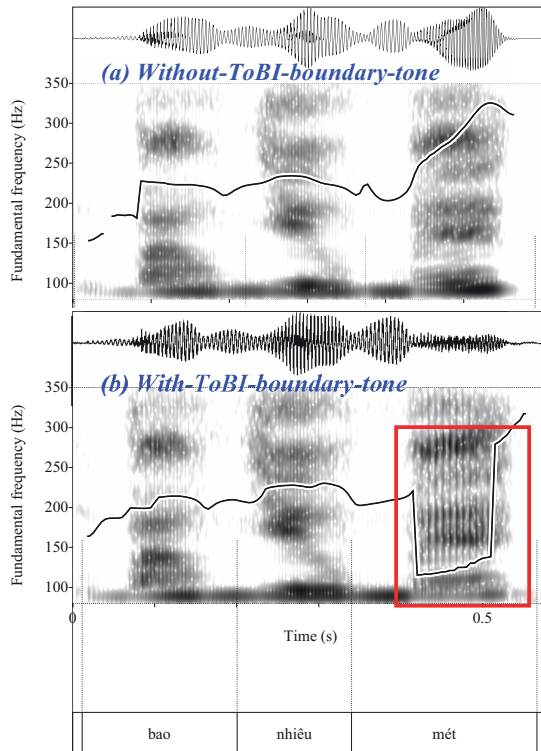 (a) Without-ToBI-boundary-tone
Fundamental frequency (Hz)
350
300
250
200
150
100
(b) With-ToBI-boundary-tone
Fundamental frequency (Hz)
350
300
250
200
150
100
0
0.5
Time (s)
bao
nhiêu
mét